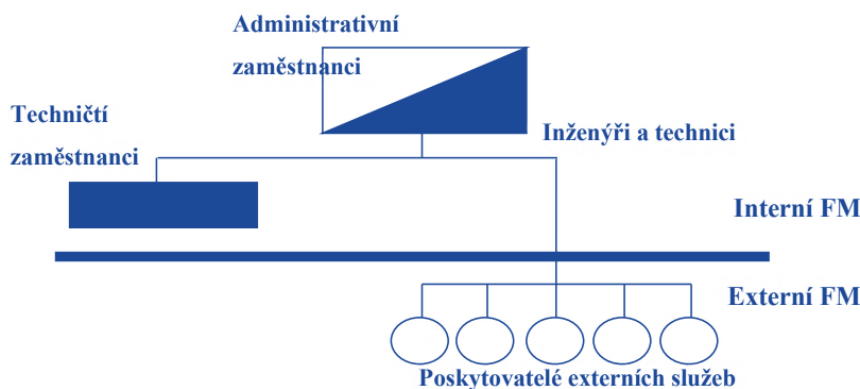 Administrativní
zaměstnanci
Techničtí
zaměstnanci
Inženýři a technici
Interní FM
Externí FM
Poskytovatelé externích služeb